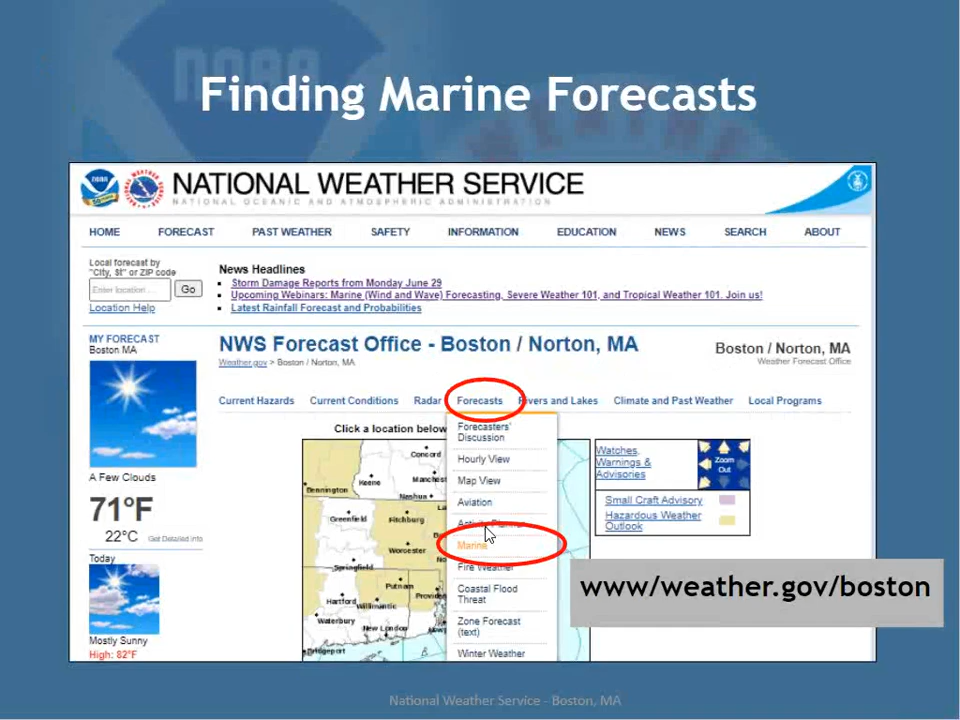 Finding Marine Forecasts
NATIONAL WEATHER SERVICE
NATIONAL OCEANIC AND ATMOSPHERIC ADMINISTRATION
HOME FORECAST PAST WEATHER SAFETY INFORMATION EDUCATION NEWS SEARCH ABOUT
Local forecast by
"City, St" or ZIP code
Enter location ... Go
Location Help
News Headlines
Storm Damage Reports from Monday June 29
Upcoming Webinars: Marine (Wind and Wave) Forecasting, Severe Weather 101, and Tropical Weather 101. Join us!
Latest Rainfall Forecast and Probabilities
MY FORECAST
Boston MA
A Few Clouds
71°F
22°C Get Detailed info
Today
Mostly Sunny
High: 82°F
NWS Forecast Office - Boston / Norton, MA
Weather.gov > Boston / Norton, MA
Boston / Norton, MA
Weather Forecast Office
Current Hazards Current Conditions Radar Forecasts Rivers and Lakes Climate and Past Weather Local Programs
Click a location below
Forecasters'
Discussion
Hourly View
Map View
Aviation
Marine
Fire Weather
Coastal Flood
Threat
Zone Forecast
(text)
Winter Weather
Concord
Keene
Bennington
Nashua
Greenfield
Fitchburg
Worcester
Springfield
Putnam
Hartford
Willimantic
Waterbury
New London
Bridgeport
Watches,
Warnings &
Advisories
Zoom
Out
Small Craft Advisory
Hazardous Weather
Outlook
www/weather.gov/boston
National Weather Service - Boston, MA